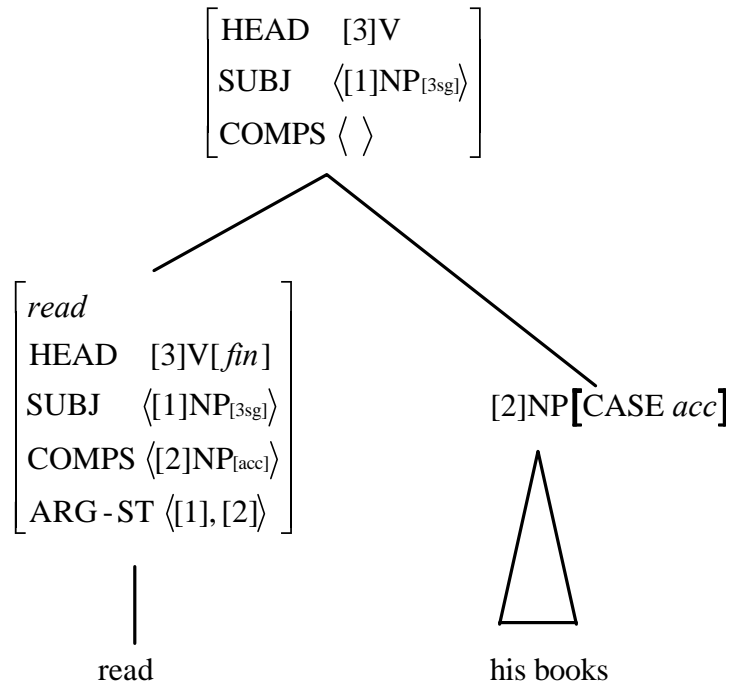 HEAD [3]V
SUBJ ⟨[1]NP[3sg]⟩
COMPS ⟨ ⟩
read
HEAD [3]V[fin]
SUBJ ⟨[1]NP[3sg]⟩
COMPS ⟨[2]NP[acc]⟩
ARG-ST ⟨[1],[2]⟩
[2]NP[CASE acc]
read
his books